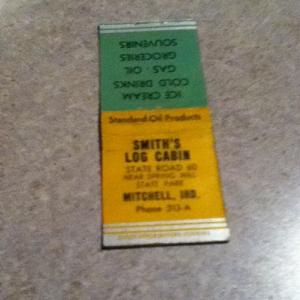 ICE CREAM
COLD DRINKS
GAS - OIL
GROCERIES
SOUVENIRS
Standard Oil Products
SMITH'S
LOG CABIN
STATE ROAD 60
NEAR SPRING MILL
STATE PARK
MITCHELL, IND.
Phone 313-A